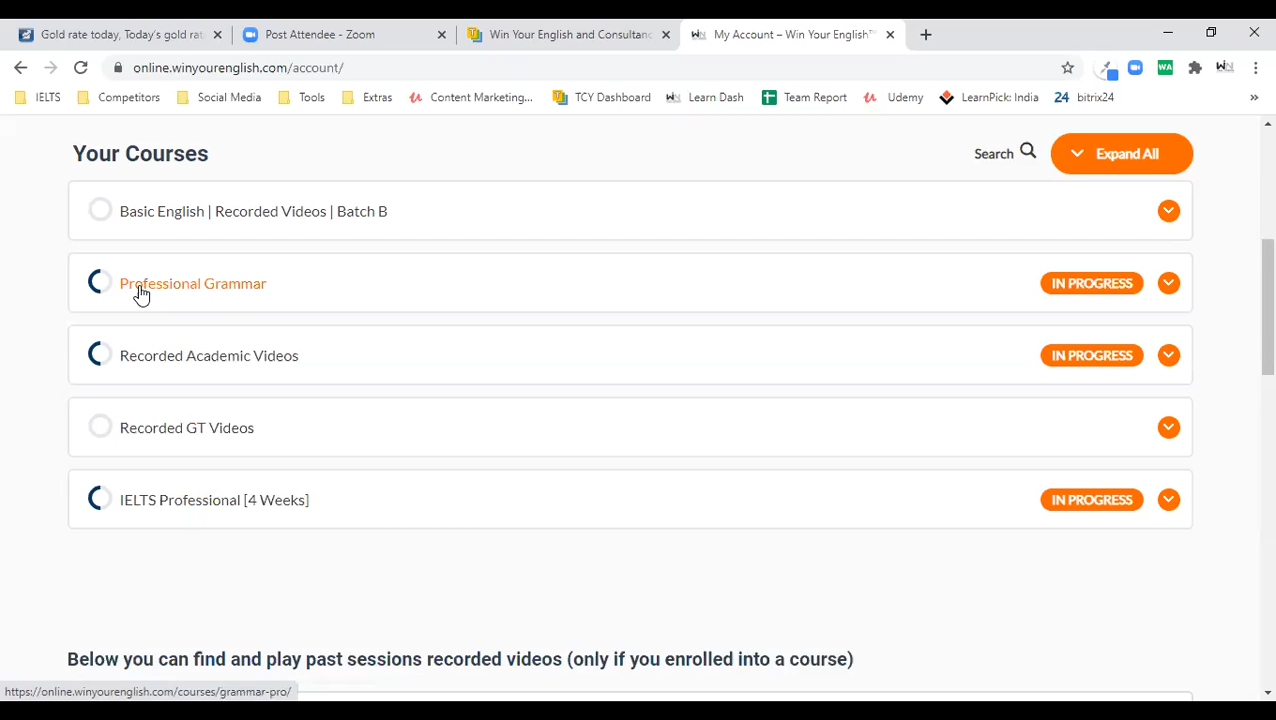 Gold rate today, Today's gold rat
Post Attendee - Zoom
Win Your English and Consultanc
My Account – Win Your English™
online.winyourenglish.com/account/
IELTS
Competitors
Social Media
Tools
Extras
Content Marketing...
TCY Dashboard
Learn Dash
Team Report
Udemy
LearnPick: India
24 bitrix24
Your Courses
Search
Expand All
Basic English | Recorded Videos | Batch B
Professional Grammar
IN PROGRESS
Recorded Academic Videos
IN PROGRESS
Recorded GT Videos
IELTS Professional [4 Weeks]
IN PROGRESS
Below you can find and play past sessions recorded videos (only if you enrolled into a course)
https://online.winyourenglish.com/courses/grammar-pro/